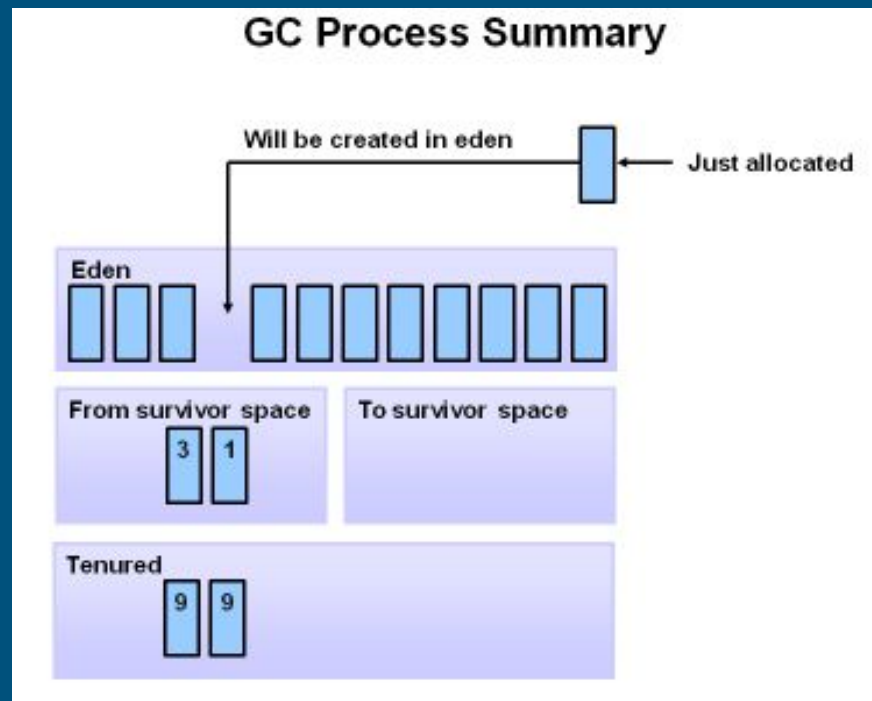 GC Process Summary
Will be created in eden
Just allocated
Eden
From survivor space
To survivor space
3 1
Tenured
9 9